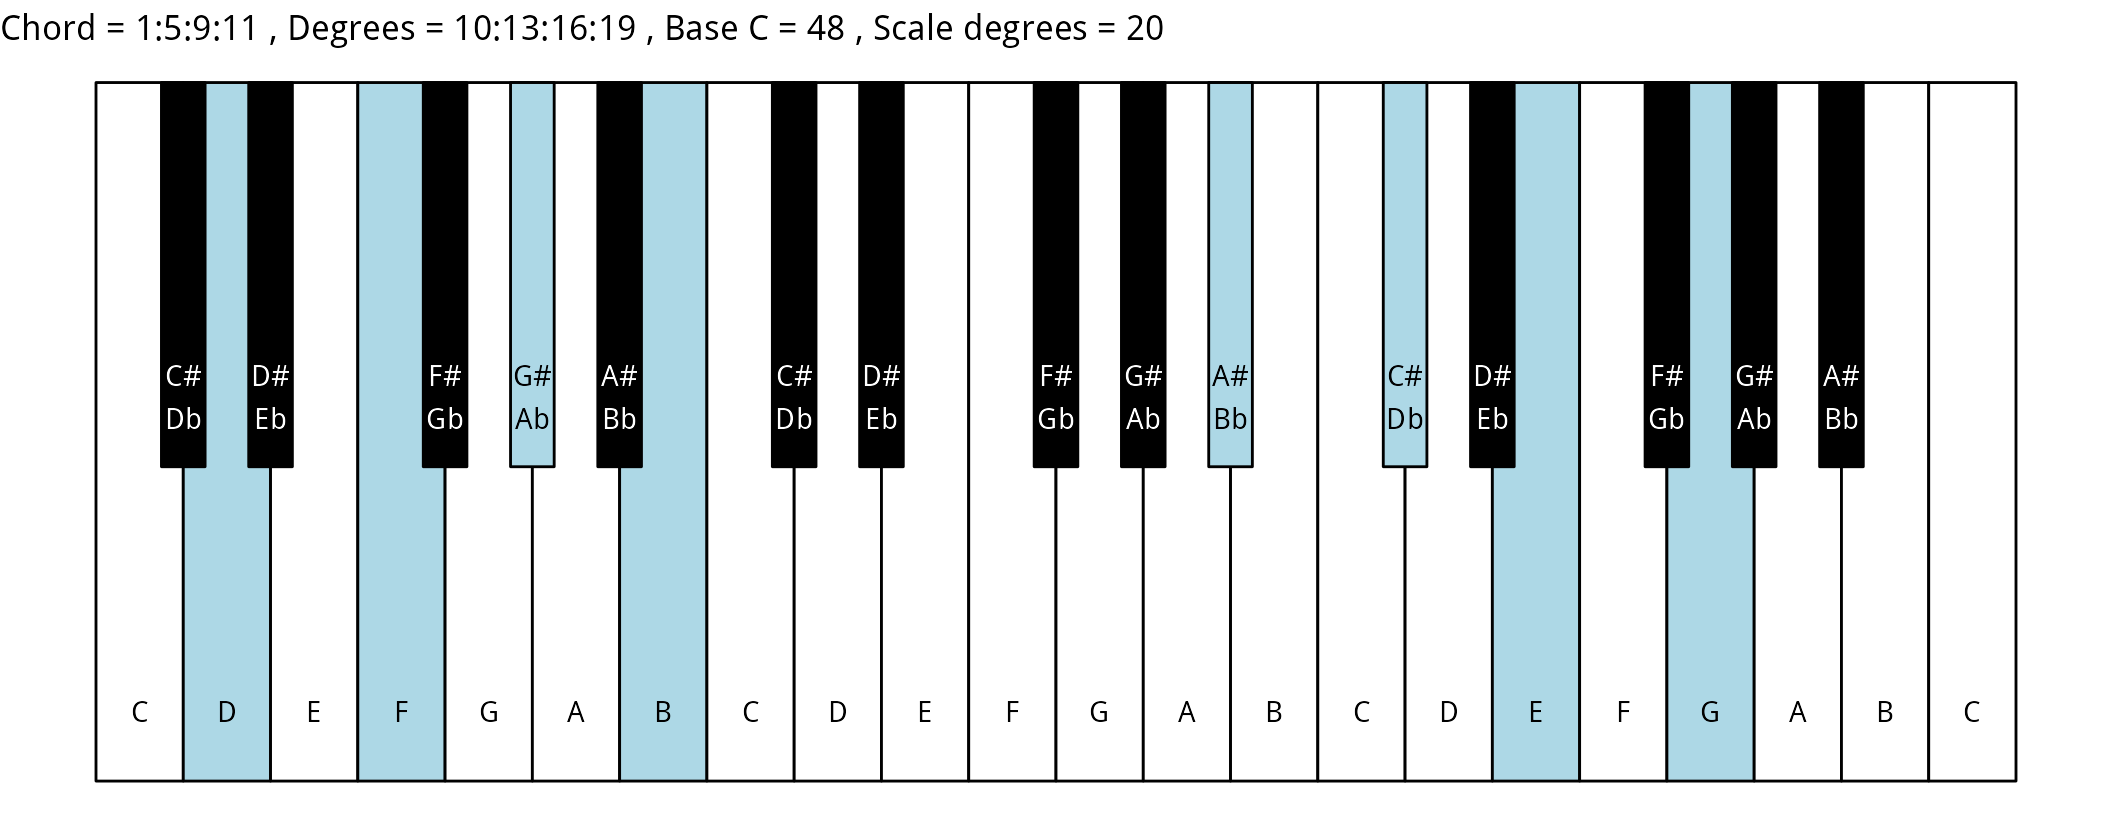 Chord = 1:5:9:11 , Degrees = 10:13:16:19 , Base C = 48 , Scale degrees = 20
C# D# F# G# A# C# D# F# G# A# C# D# F# G# A#
Db Eb Gb Ab Bb Db Eb Gb Ab Bb Db Eb Gb Ab Bb
C D E F G A B C D E F G A B C D E F G A B C